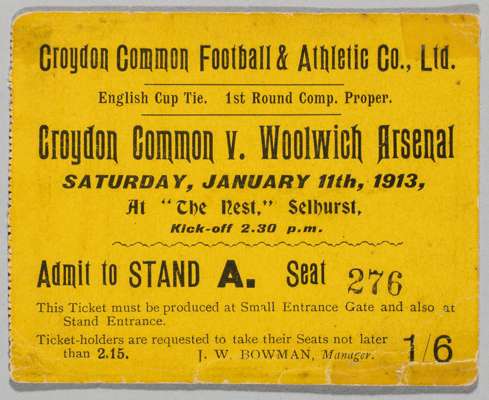 Croydon Common Football & Athletic Co., Ltd.
English Cup Tie. 1st Round Comp. Proper.
Croydon Common v. Woolwich Arsenal
SATURDAY, JANUARY 11th, 1913,
At "The Nest," Selhurst,
Kick-off 2.30 p.m.
Admit to STAND A. Seat 276
This Ticket must be produced at Small Entrance Gate and also at
Stand Entrance.
Ticket-holders are requested to take their Seats not later
than 2.15. J. W. BOWMAN, Manager. 1/6